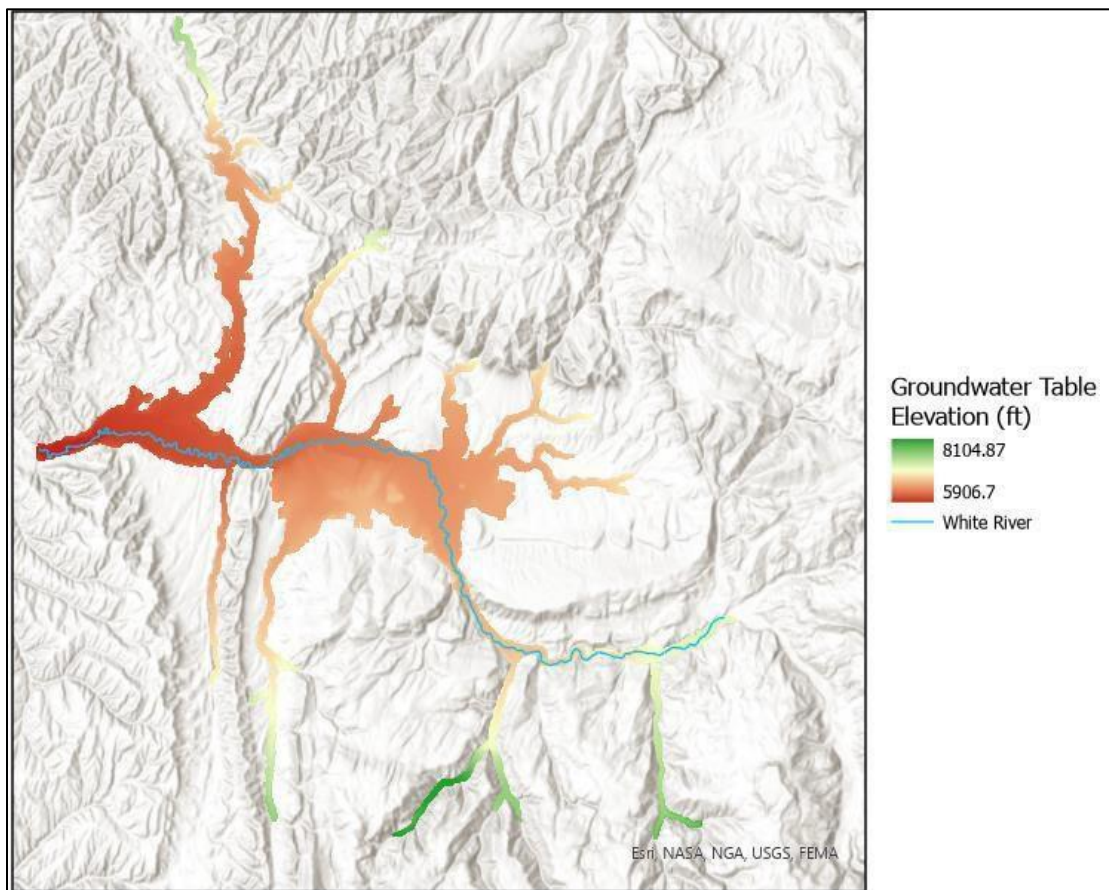 Groundwater Table
Elevation (ft)
8104.87
5906.7
White River
Esri, NASA, NGA, USGS, FEMA